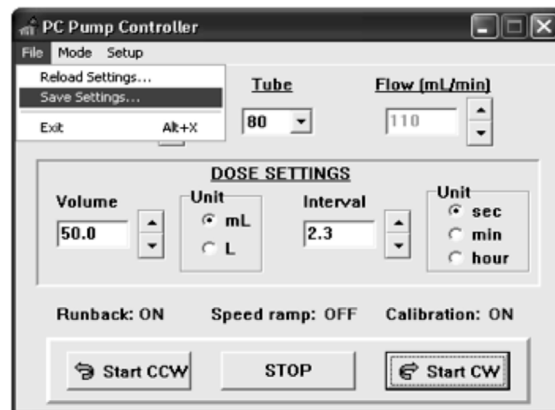 PC Pump Controller
File Mode Setup
Reload Settings...
Save Settings...
Exit Alt+X
Tube Flow (mL/min)
80 110
DOSE SETTINGS
Volume Unit Interval Unit
50.0 mL 2.3 sec
L min
hour
Runback: ON Speed ramp: OFF Calibration: ON
Start CCW STOP Start CW